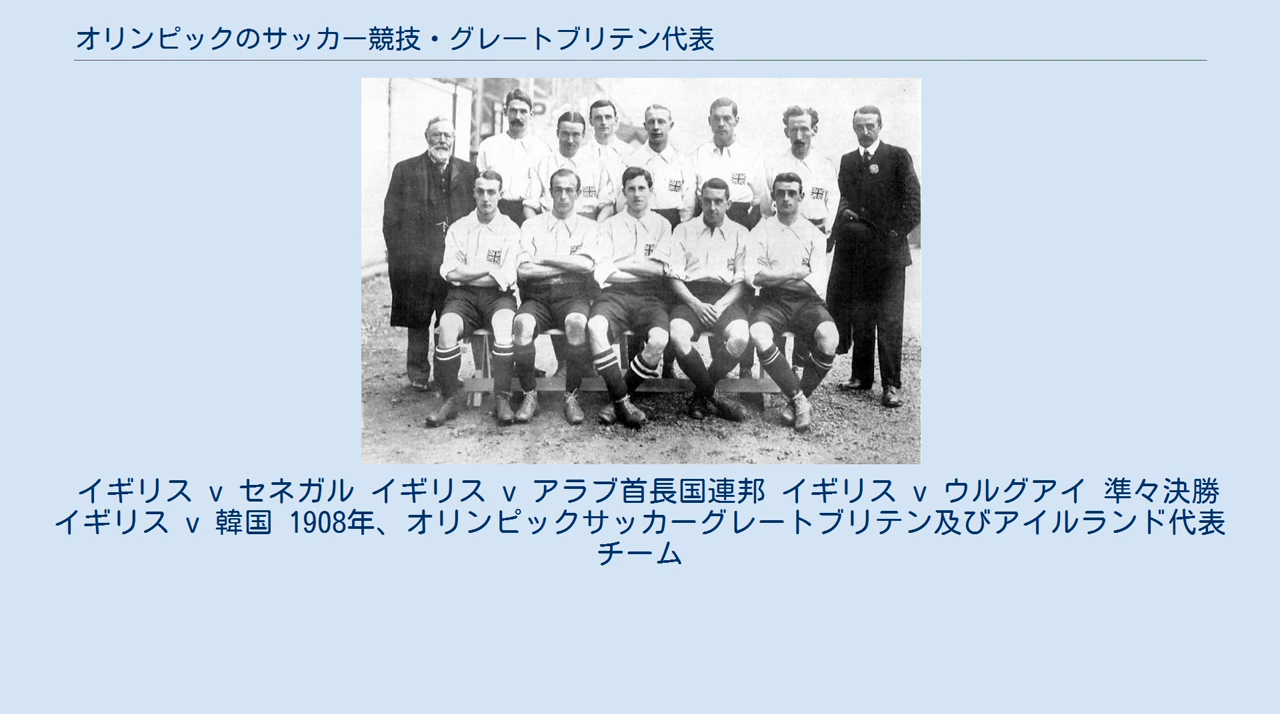 オリンピックのサッカー競技・グレートブリテン代表
イギリス v セネガル イギリス v アラブ首長国連邦 イギリス v ウルグアイ 準々決勝
イギリス v 韓国 1908年、オリンピックサッカーグレートブリテン及びアイルランド代表
チーム